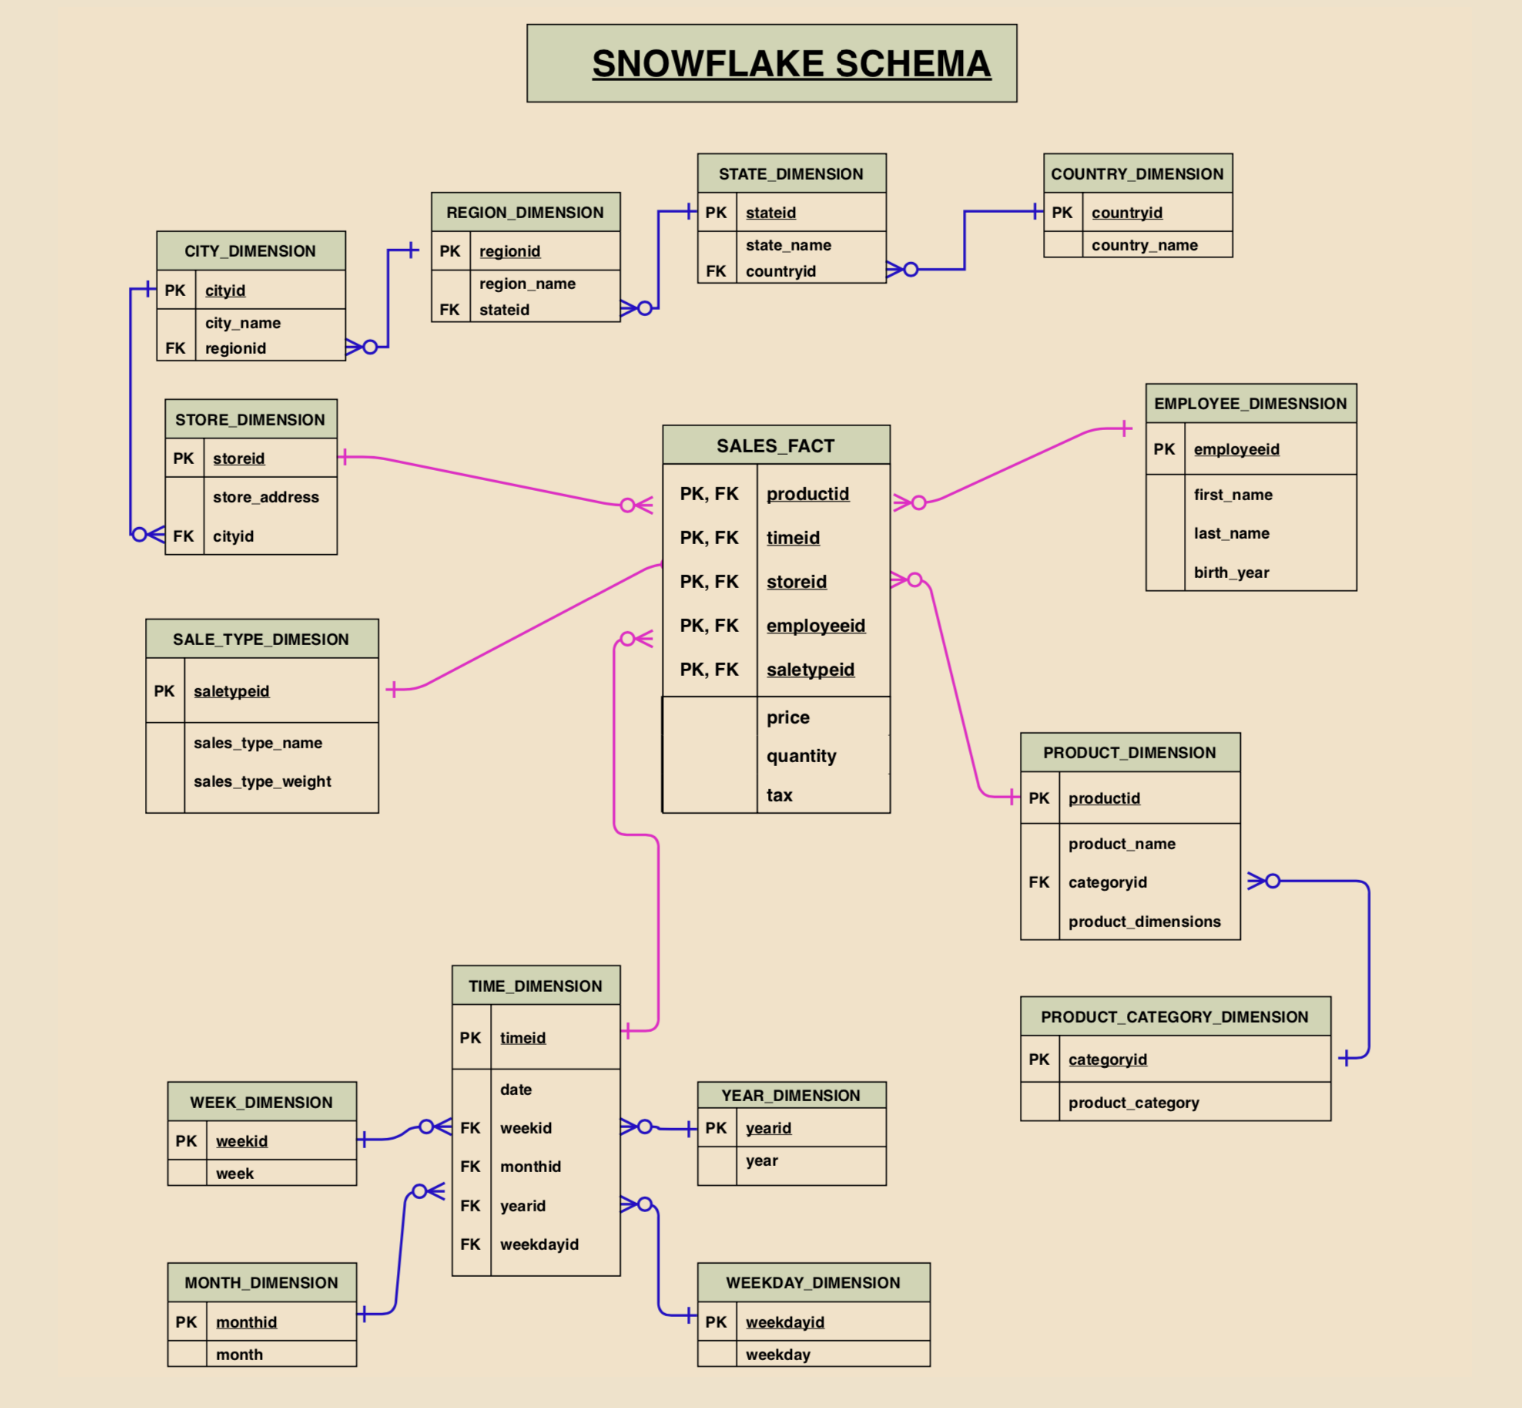 SNOWFLAKE SCHEMA
STATE_DIMENSION
PK stateid
state_name
FK countryid
COUNTRY_DIMENSION
PK countryid
country_name
REGION_DIMENSION
PK regionid
region_name
FK stateid
CITY_DIMENSION
PK cityid
city_name
FK regionid
STORE_DIMENSION
PK storeid
store_address
FK cityid
SALES_FACT
PK, FK productid
PK, FK timeid
PK, FK storeid
PK, FK employeeid
PK, FK saletypeid
price
quantity
tax
EMPLOYEE_DIMESNSION
PK employeeid
first_name
last_name
birth_year
SALE_TYPE_DIMESION
PK saletypeid
sales_type_name
sales_type_weight
PRODUCT_DIMENSION
PK productid
product_name
FK categoryid
product_dimensions
PRODUCT_CATEGORY_DIMENSION
PK categoryid
product_category
TIME_DIMENSION
PK timeid
date
FK weekid
FK monthid
FK yearid
FK weekdayid
WEEK_DIMENSION
PK weekid
week
YEAR_DIMENSION
PK yearid
year
MONTH_DIMENSION
PK monthid
month
WEEKDAY_DIMENSION
PK weekdayid
weekday